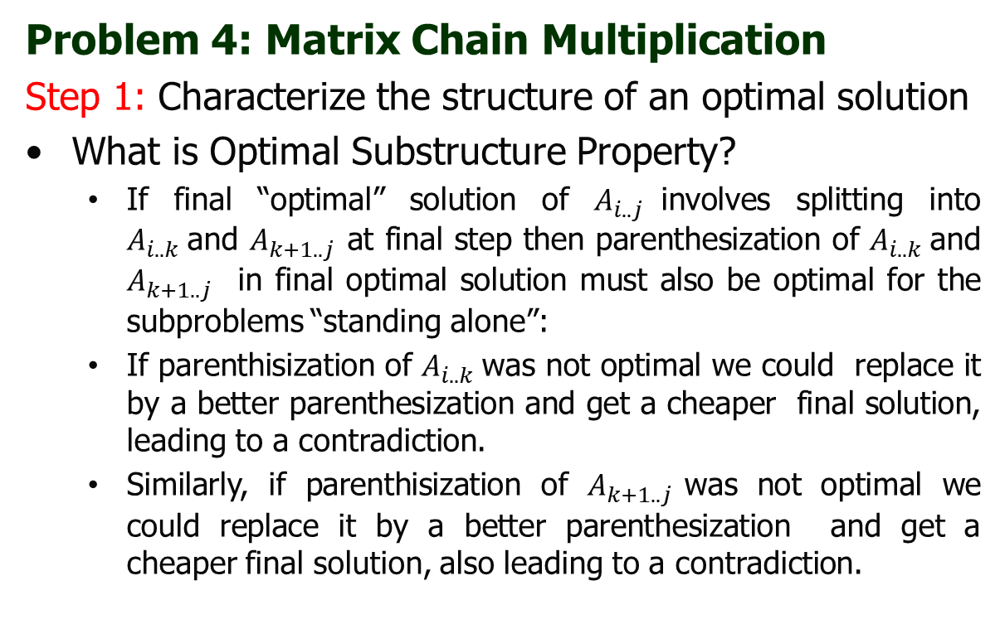 Problem 4: Matrix Chain Multiplication
Step 1: Characterize the structure of an optimal solution
• What is Optimal Substructure Property?
• If final “optimal” solution of A_{i..j} involves splitting into
A_{i..k} and A_{k+1..j} at final step then parenthesization of A_{i..k} and
A_{k+1..j} in final optimal solution must also be optimal for the
subproblems “standing alone”:
• If parenthisization of A_{i..k} was not optimal we could replace it
by a better parenthesization and get a cheaper final solution,
leading to a contradiction.
• Similarly, if parenthisization of A_{k+1..j} was not optimal we
could replace it by a better parenthesization and get a
cheaper final solution, also leading to a contradiction.